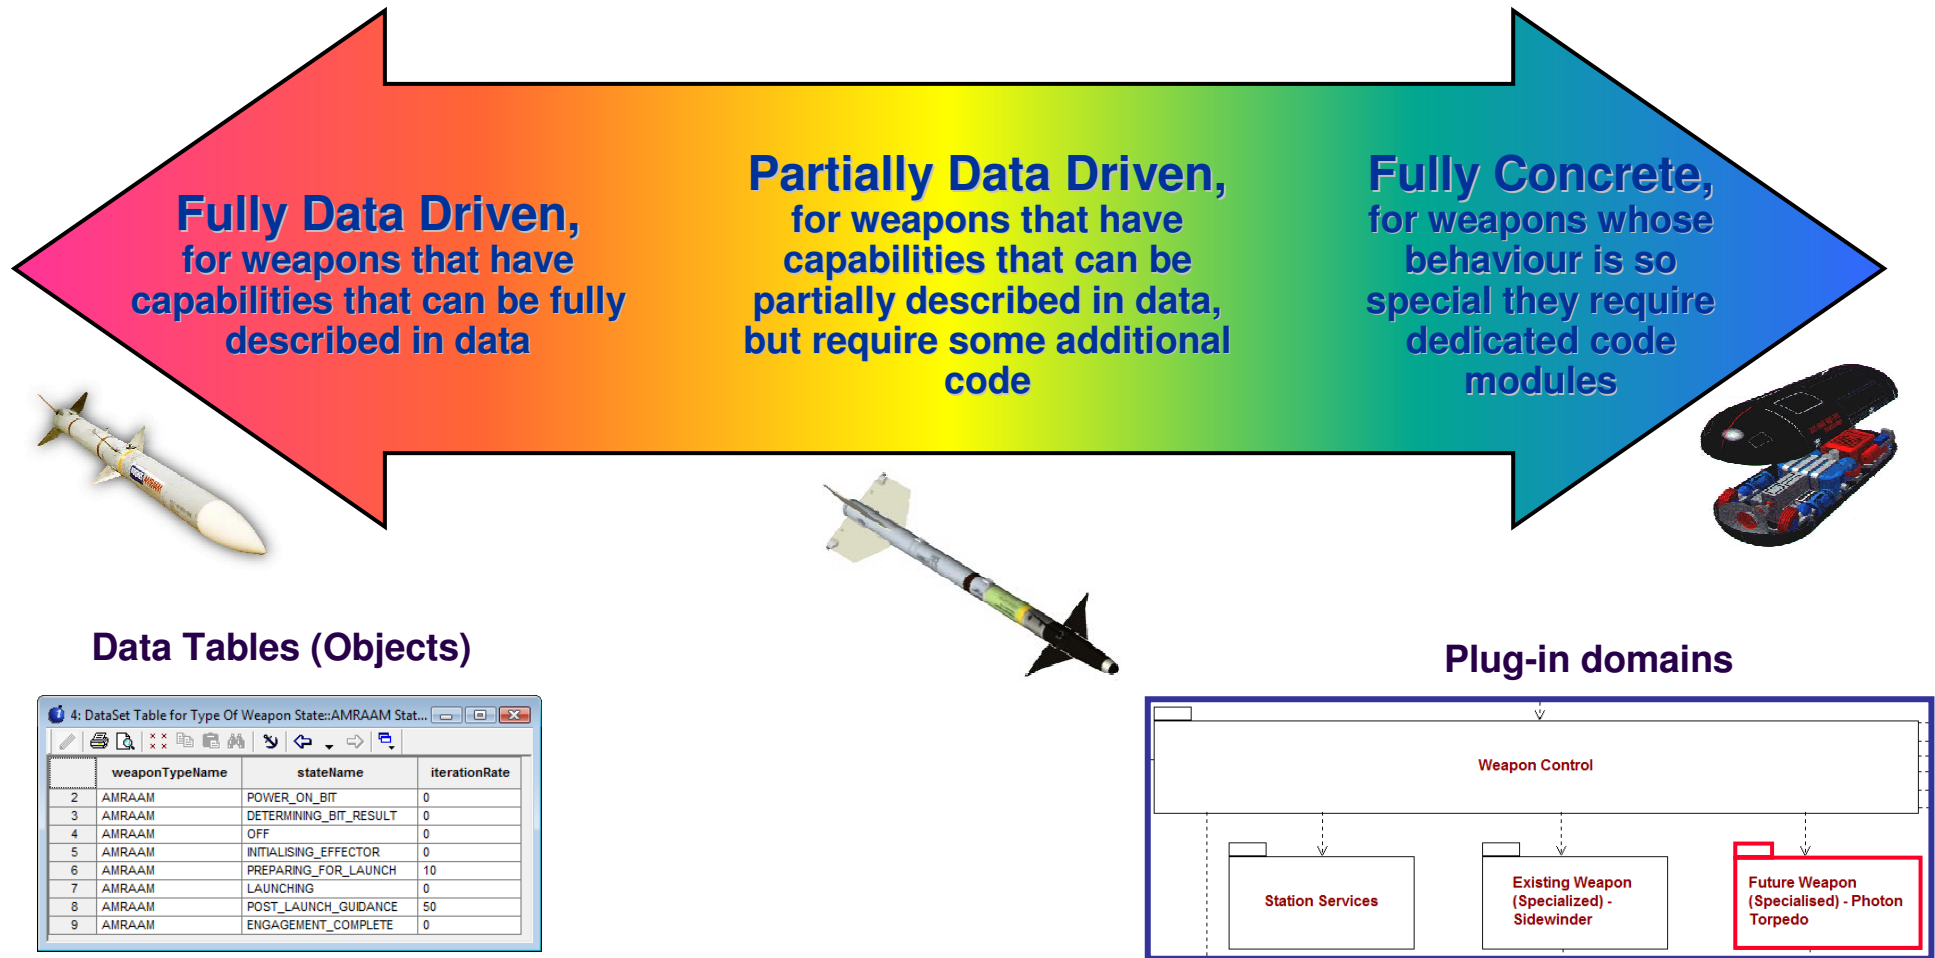 Fully Data Driven,
for weapons that have
capabilities that can be fully
described in data
Partially Data Driven,
for weapons that have
capabilities that can be
partially described in data,
but require some additional
code
Fully Concrete,
for weapons whose
behaviour is so
special they require
dedicated code
modules
Data Tables (Objects)
4: DataSet Table for Type Of Weapon State::AMRAAM Stat...
weaponTypeName stateName iterationRate
2 AMRAAM POWER_ON_BIT 0
3 AMRAAM DETERMINING_BIT_RESULT 0
4 AMRAAM OFF 0
5 AMRAAM INITIALISING_EFFECTOR 0
6 AMRAAM PREPARING_FOR_LAUNCH 10
7 AMRAAM LAUNCHING 0
8 AMRAAM POST_LAUNCH_GUIDANCE 50
9 AMRAAM ENGAGEMENT_COMPLETE 0
Plug-in domains
Weapon Control
Station Services
Existing Weapon
(Specialized) -
Sidewinder
Future Weapon
(Specialised) - Photon
Torpedo